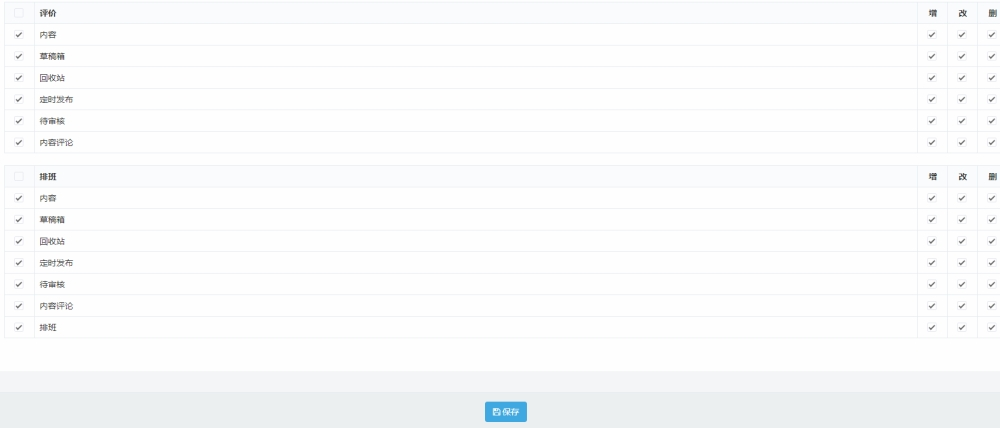 评价 增 改 删
内容
草稿箱
回收站
定时发布
待审核
内容评论
排班 增 改 删
内容
草稿箱
回收站
定时发布
待审核
内容评论
排班
保存